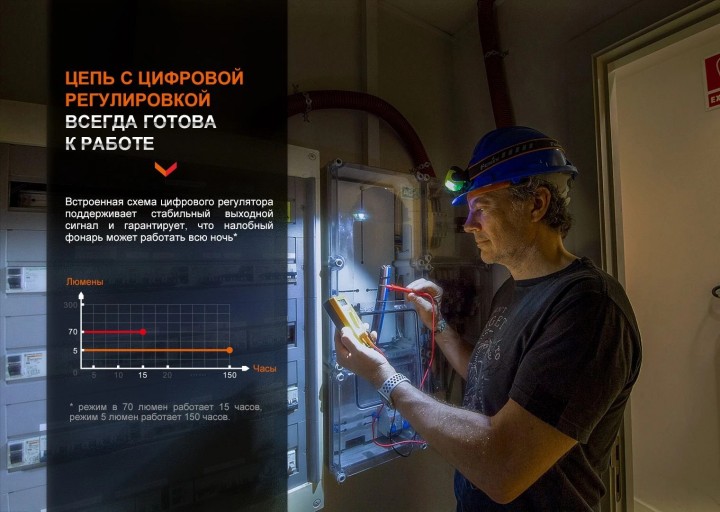 ЦЕПЬ С ЦИФРОВОЙ
РЕГУЛИРОВКОЙ
ВСЕГДА ГОТОВА
К РАБОТЕ
Встроенная схема цифрового регулятора
поддерживает стабильный выходной
сигнал и гарантирует, что налобный
фонарь может работать всю ночь*
Люмены
300
70
5
0 5 10 15 20 150 Часы
* режим в 70 люмен работает 15 часов,
режим 5 люмен работает 150 часов.